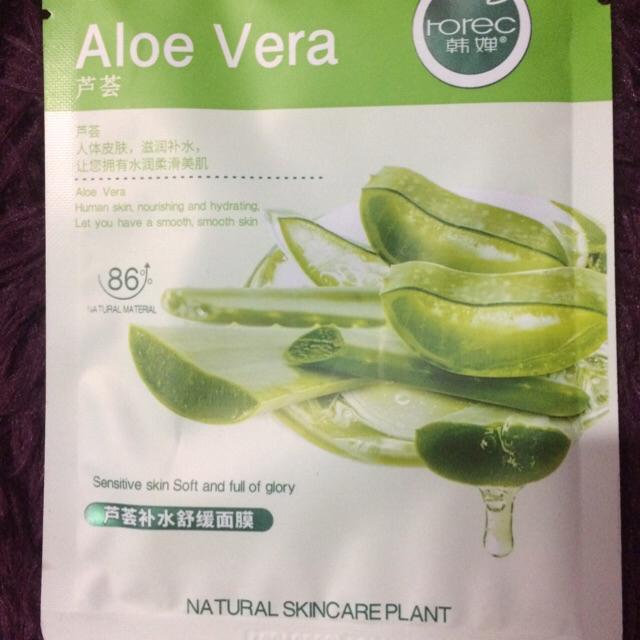 Aloe Vera
芦荟
Rorec
韩婵®
芦荟
人体皮肤，滋润补水，
让您拥有水润柔滑美肌
Aloe Vera
Human skin, nourishing and hydrating,
Let you have a smooth, smooth skin
86%
NATURAL MATERIAL
Sensitive skin Soft and full of glory
芦荟补水舒缓面膜
NATURAL SKINCARE PLANT